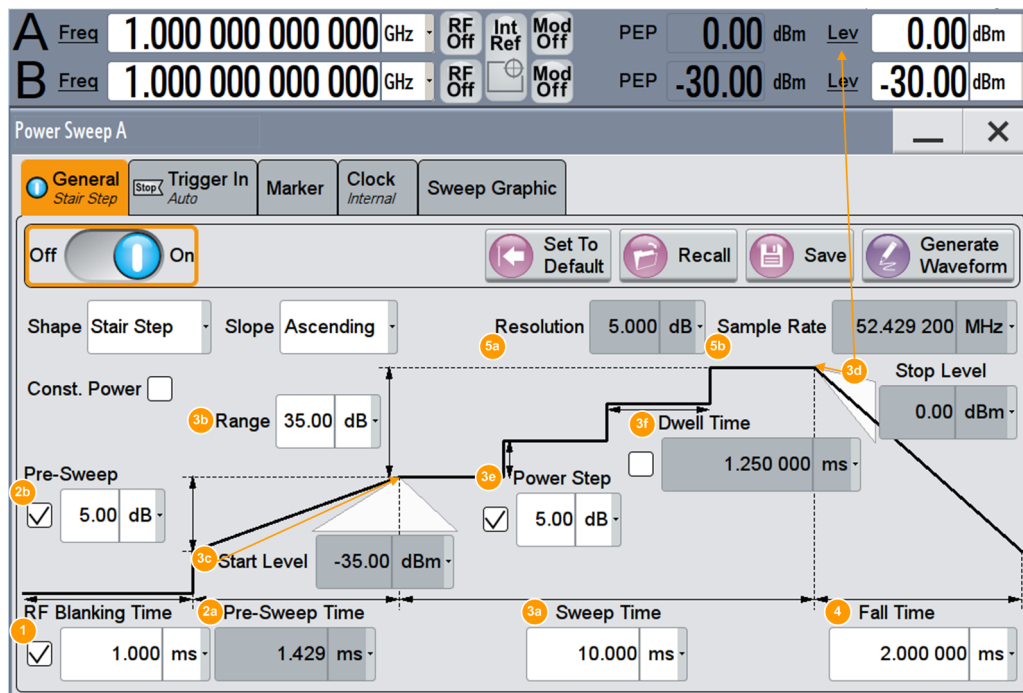 A Freq 1.000 000 000 000 GHz RF Off Int Ref Mod Off PEP 0.00 dBm Lev 0.00 dBm
B Freq 1.000 000 000 000 GHz RF Off Mod Off PEP -30.00 dBm Lev -30.00 dBm
Power Sweep A
General Stair Step Stop Trigger In Auto Marker Clock Internal Sweep Graphic
Off On Set To Default Recall Save Generate Waveform
Shape Stair Step Slope Ascending Resolution 5.000 dB Sample Rate 52.429 200 MHz
5a 5b
3d Stop Level
Const. Power
3b Range 35.00 dB 0.00 dBm
3f Dwell Time
1.250 000 ms
Pre-Sweep 3e Power Step
2b 5.00 dB 5.00 dB
3c Start Level -35.00 dBm
RF Blanking Time 2a Pre-Sweep Time 3a Sweep Time 4 Fall Time
1 1.000 ms 1.429 ms 10.000 ms 2.000 000 ms